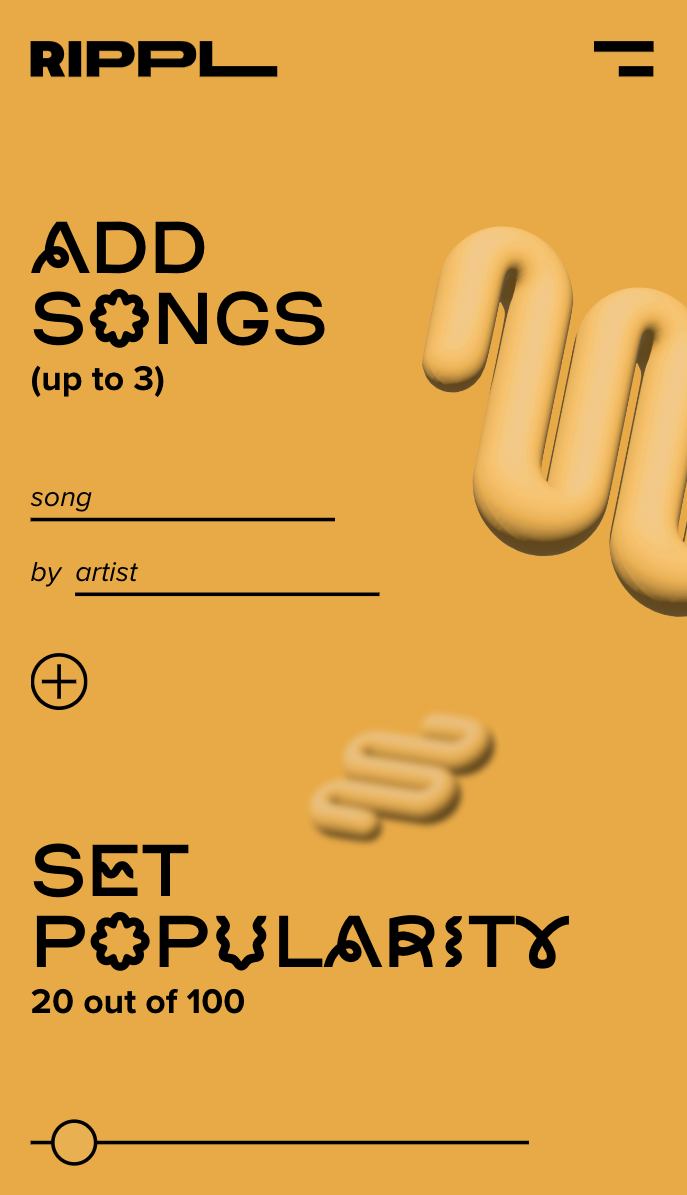 RIPPL
ADD
SONGS
(up to 3)
song
by artist
SET
POPULARITY
20 out of 100